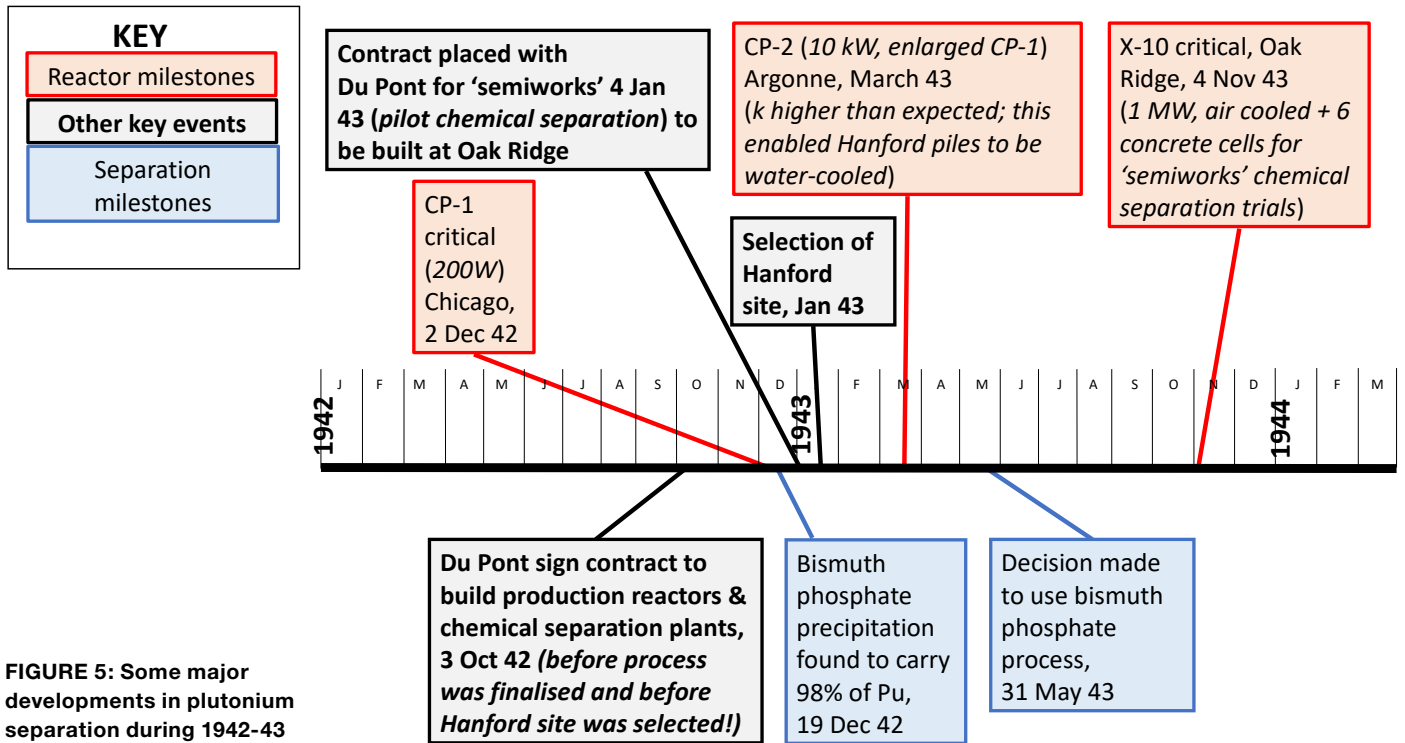 KEY
Reactor milestones
Other key events
Separation
milestones
Contract placed with
Du Pont for ‘semiworks’ 4 Jan
43 (pilot chemical separation) to
be built at Oak Ridge
CP-2 (10 kW, enlarged CP-1)
Argonne, March 43
(k higher than expected; this
enabled Hanford piles to be
water-cooled)
X-10 critical, Oak
Ridge, 4 Nov 43
(1 MW, air cooled + 6
concrete cells for
‘semiworks’ chemical
separation trials)
CP-1
critical
(200W)
Chicago,
2 Dec 42
Selection of
Hanford
site, Jan 43
J F M A M J J A S O N D F M A M J J A S O N D J F M
1942 1943 1944
Du Pont sign contract to
build production reactors &
chemical separation plants,
3 Oct 42 (before process
was finalised and before
Hanford site was selected!)
Bismuth
phosphate
precipitation
found to carry
98% of Pu,
19 Dec 42
Decision made
to use bismuth
phosphate
process,
31 May 43
FIGURE 5: Some major
developments in plutonium
separation during 1942-43